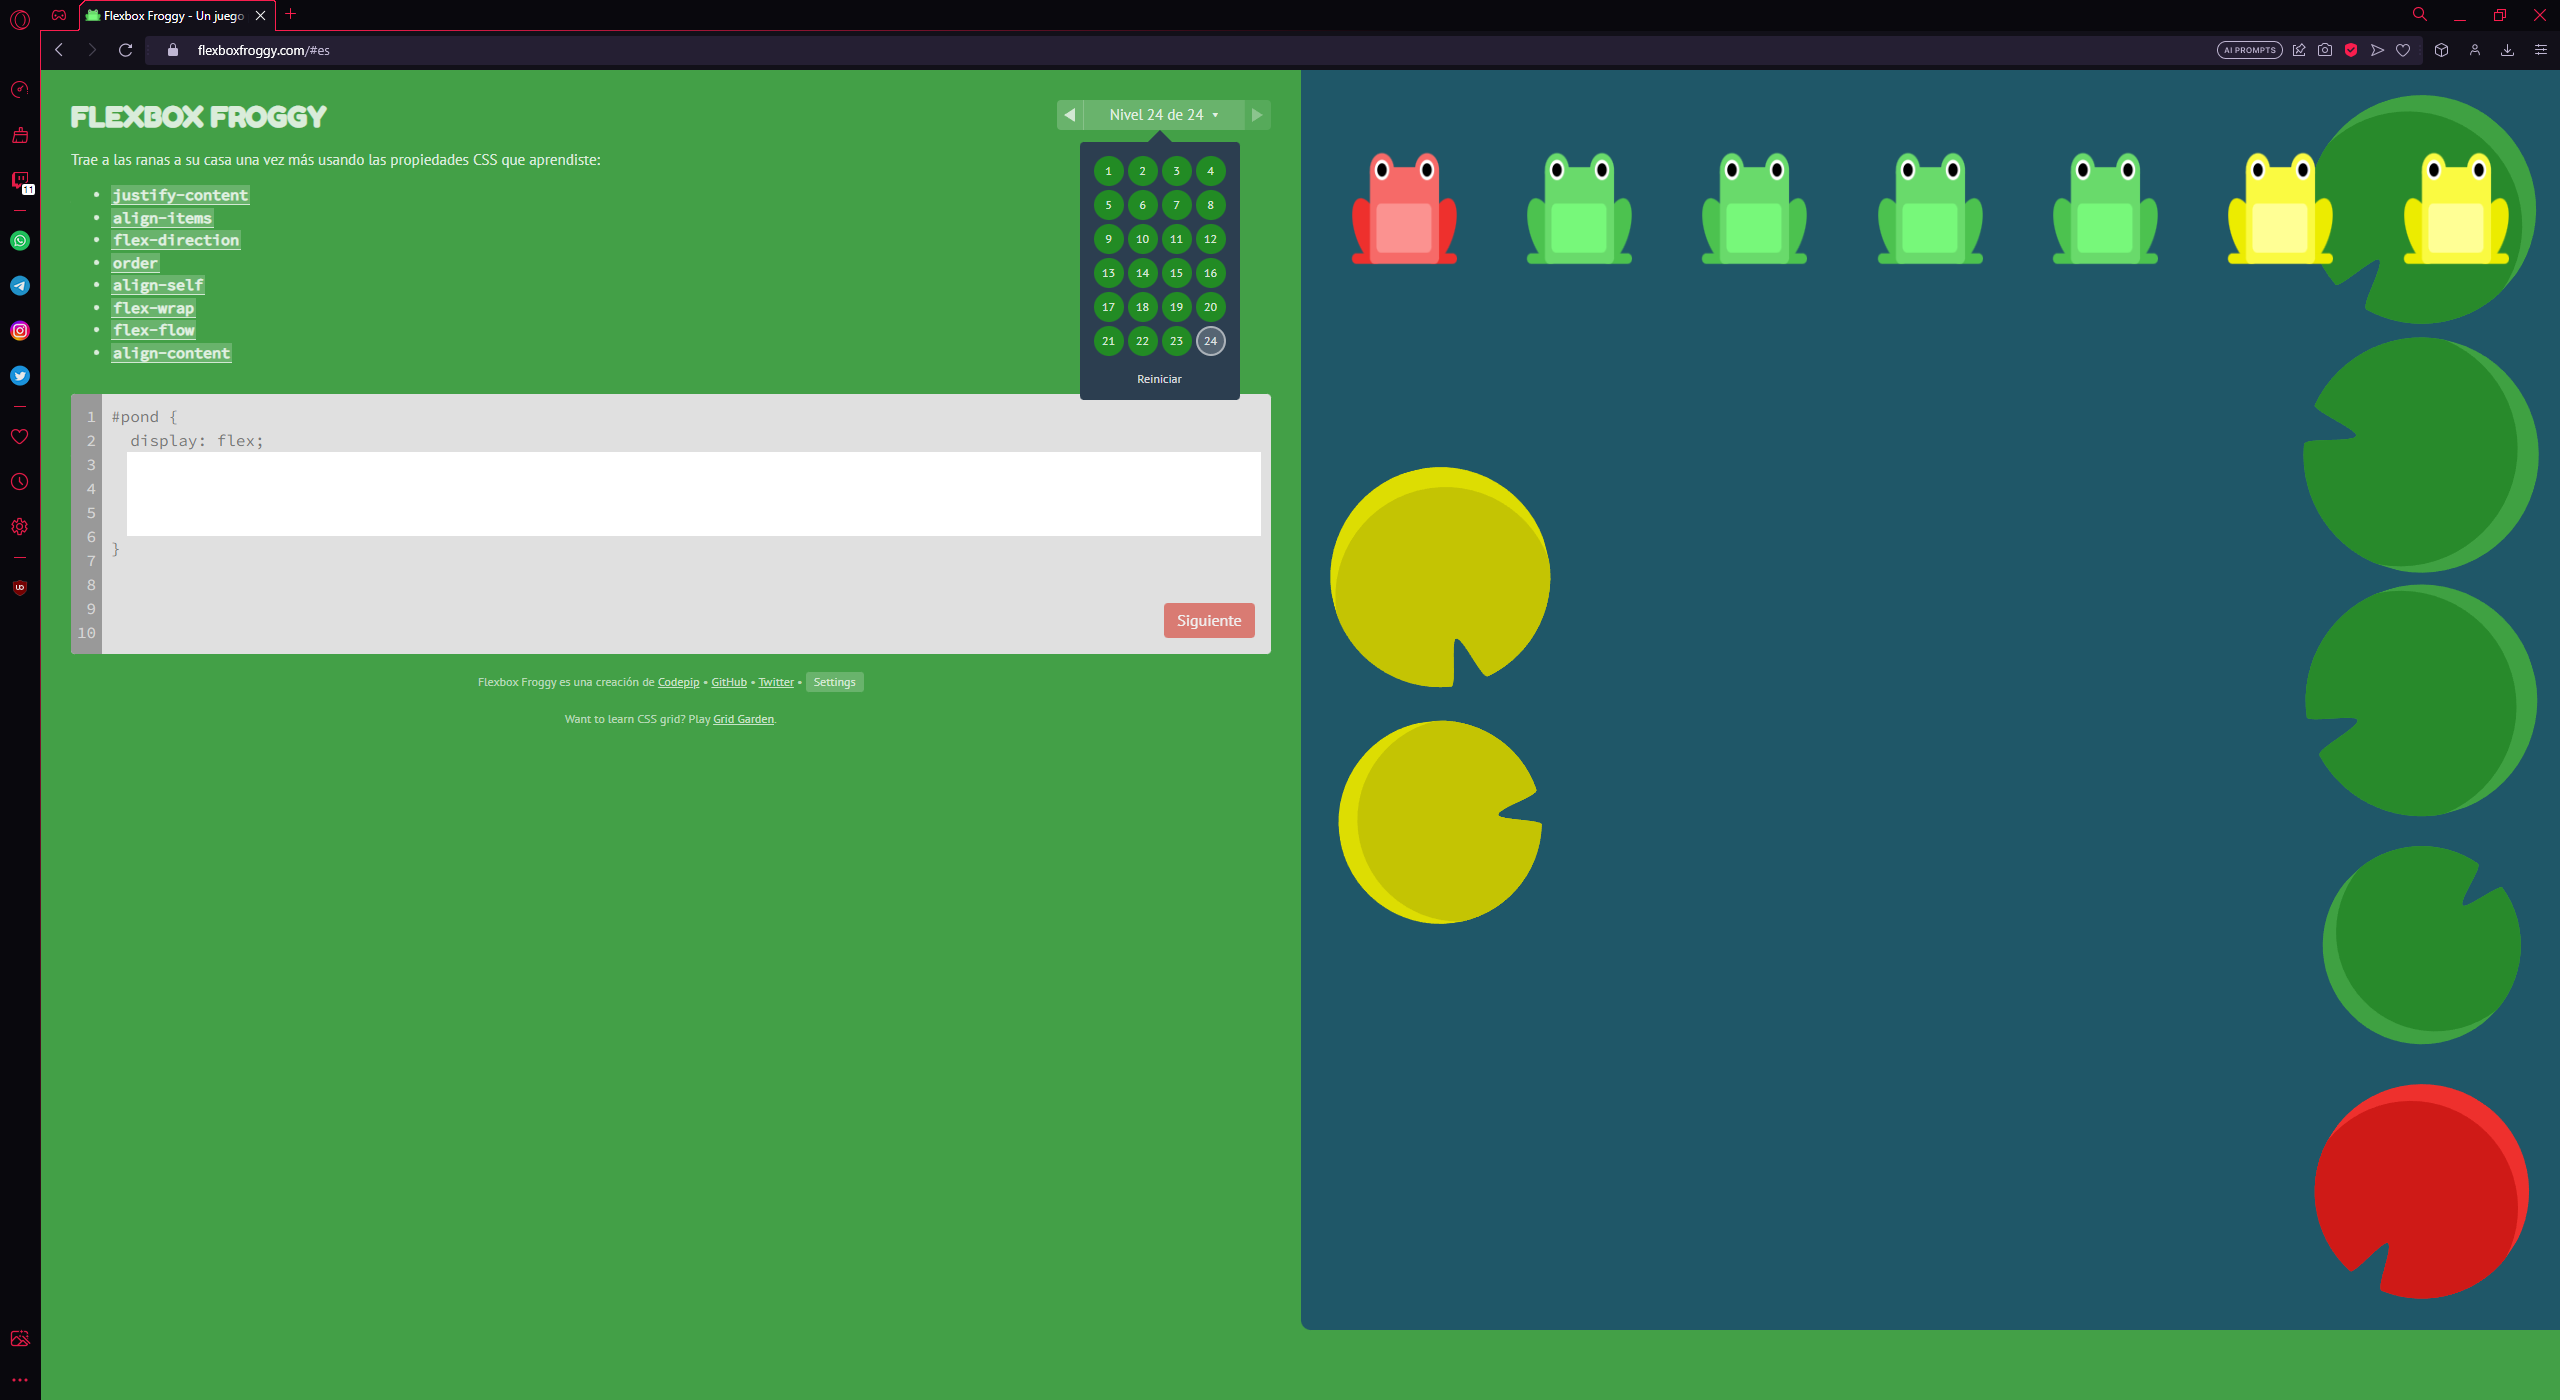 Flexbox Froggy - Un juego
flexboxfroggy.com/#es
AI PROMPTS
11
FLEXBOX FROGGY
Nivel 24 de 24
Trae a las ranas a su casa una vez más usando las propiedades CSS que aprendiste:
justify-content
align-items
flex-direction
order
align-self
flex-wrap
flex-flow
align-content
1 2 3 4
5 6 7 8
9 10 11 12
13 14 15 16
17 18 19 20
21 22 23 24
Reiniciar
1 #pond {
2 display: flex;
3
4
5
6
}
7
8
9
10
Siguiente
Flexbox Froggy es una creación de Codepip • GitHub • Twitter • Settings
Want to learn CSS grid? Play Grid Garden.